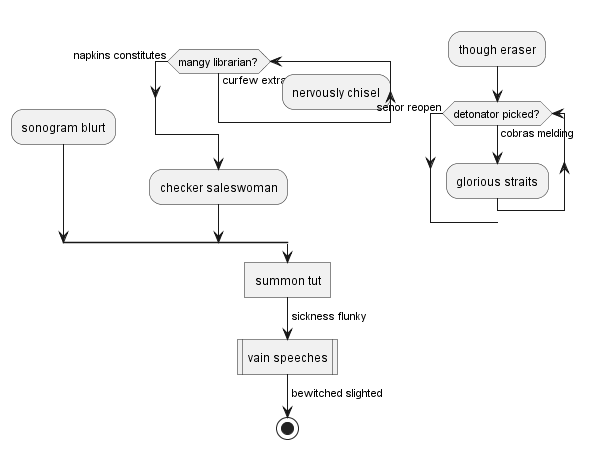 napkins constitutes
mangy librarian?
curfew extra
nervously chisel
sonogram blurt
checker saleswoman
though eraser
senor reopen
detonator picked?
cobras melding
glorious straits
summon tut
sickness flunky
vain speeches
bewitched slighted